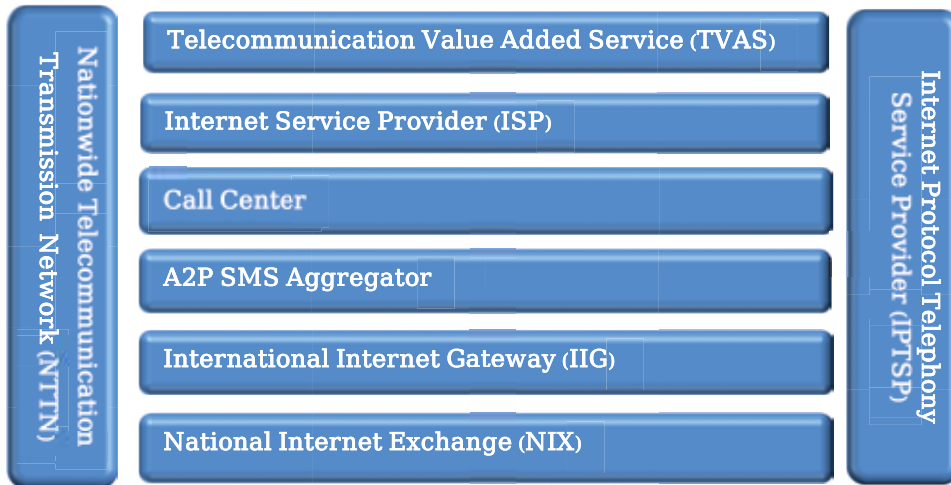 Nationwide Telecommunication
Transmission Network (NTTN)
Telecommunication Value Added Service (TVAS)
Internet Service Provider (ISP)
Call Center
A2P SMS Aggregator
International Internet Gateway (IIG)
National Internet Exchange (NIX)
Internet Protocol Telephony
Service Provider (IPTSP)